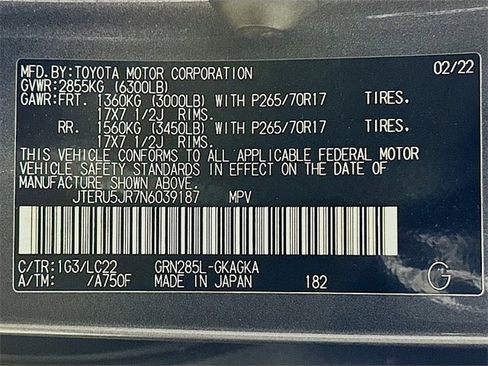 MFD.BY:TOYOTA MOTOR CORPORATION 02/22
GVWR:2855KG (6300LB)
GAWR:FRT. 1360KG (3000LB) WITH P265/70R17 TIRES.
17X7 1/2J RIMS.
RR. 1560KG (3450LB) WITH P265/70R17 TIRES.
17X7 1/2J RIMS.
THIS VEHICLE CONFORMS TO ALL APPLICABLE FEDERAL MOTOR
VEHICLE SAFETY STANDARDS IN EFFECT ON THE DATE OF
MANUFACTURE SHOWN ABOVE.
JTERU5JR7N6039187 MPV
C/TR:1G3/LC22 GRN285L-GKAGKA
A/TM: /A750F MADE IN JAPAN 182 G